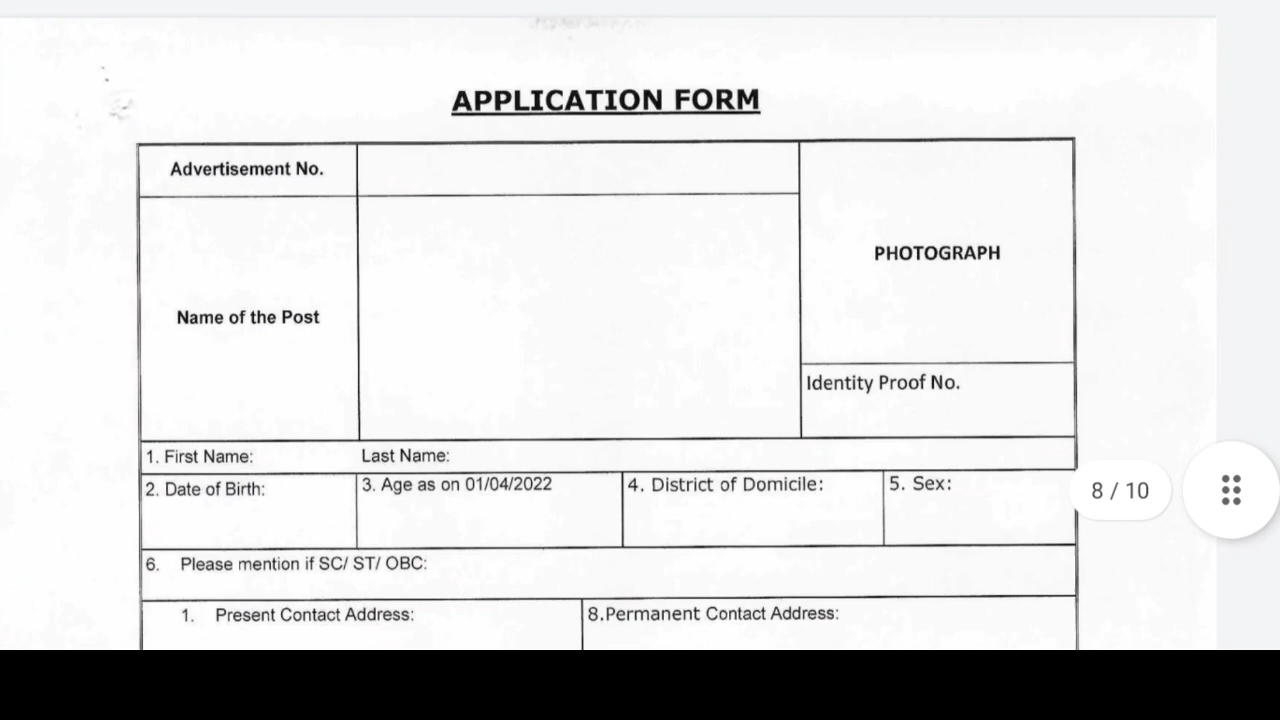 APPLICATION FORM
Advertisement No.
PHOTOGRAPH
Name of the Post
Identity Proof No.
1. First Name: Last Name:
2. Date of Birth: 3. Age as on 01/04/2022 4. District of Domicile: 5. Sex:
8 / 10
6. Please mention if SC/ ST/ OBC:
1. Present Contact Address: 8.Permanent Contact Address: